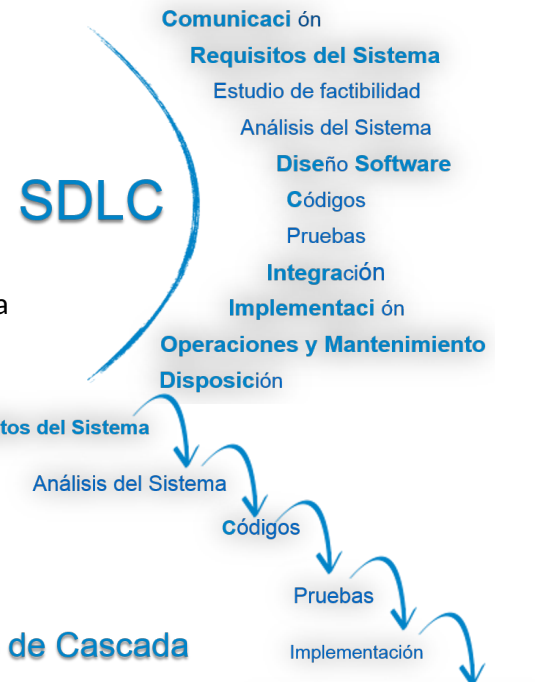 Comunicaci ón
Requisitos del Sistema
Estudio de factibilidad
Análisis del Sistema
Diseño Software
SDLC
Códigos
Pruebas
Integración
a
Implementaci ón
Operaciones y Mantenimiento
Disposición
tos del Sistema
Análisis del Sistema
Códigos
Pruebas
de Cascada
Implementación